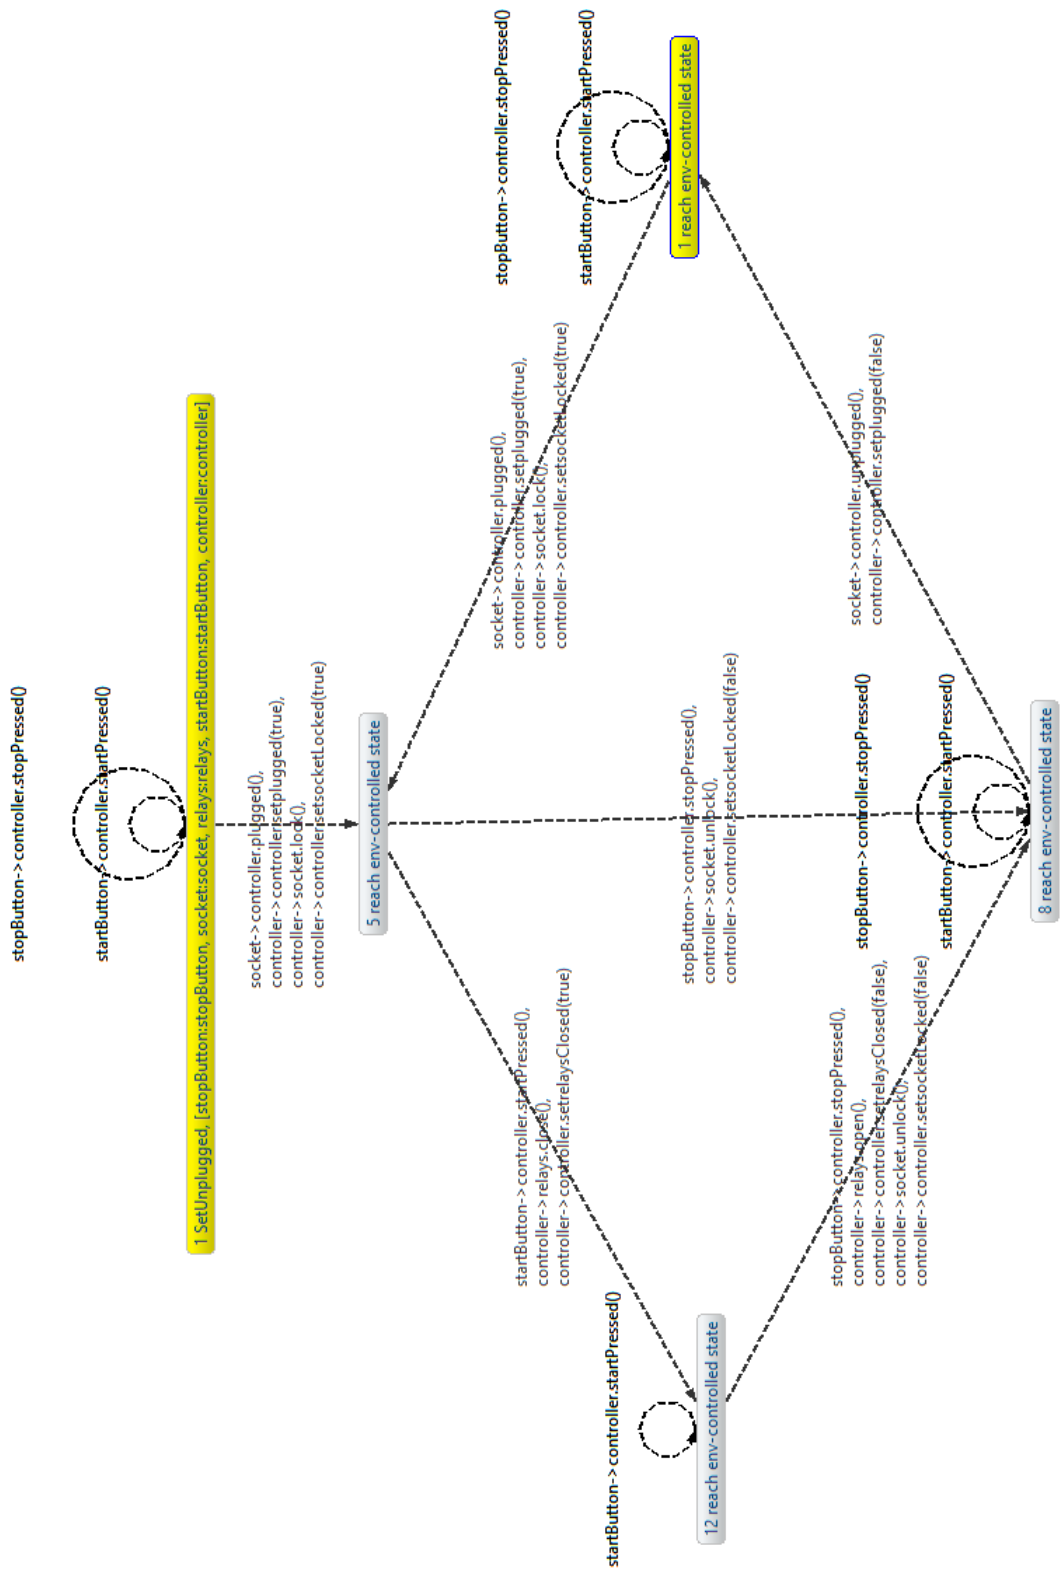 stopButton->controller.stopPressed()
startButton->controller.startPressed()
1 SetUnplugged, [stopButton:stopButton, socket:socket, relays:relays, startButton:startButton, controller:controller]
socket->controller.plugged(),
controller->controller.setplugged(true),
controller->socket.lock(),
controller->controller.setsocketLocked(true)
5 reach env-controlled state
stopButton->controller.stopPressed()
startButton->controller.startPressed()
1 reach env-controlled state
socket->controller.plugged(),
controller->controller.setplugged(true),
controller->socket.lock(),
controller->controller.setsocketLocked(true)
startButton->controller.startPressed(),
controller->relays.close(),
controller->controller.setrelaysClosed(true)
startButton->controller.startPressed()
12 reach env-controlled state
stopButton->controller.stopPressed(),
controller->socket.unlock(),
controller->controller.setsocketLocked(false)
stopButton->controller.stopPressed(),
controller->relays.open(),
controller->controller.setrelaysClosed(false),
controller->socket.unlock(),
controller->controller.setsocketLocked(false)
stopButton->controller.stopPressed()
startButton->controller.startPressed()
socket->controller.unplugged(),
controller->controller.setplugged(false)
8 reach env-controlled state